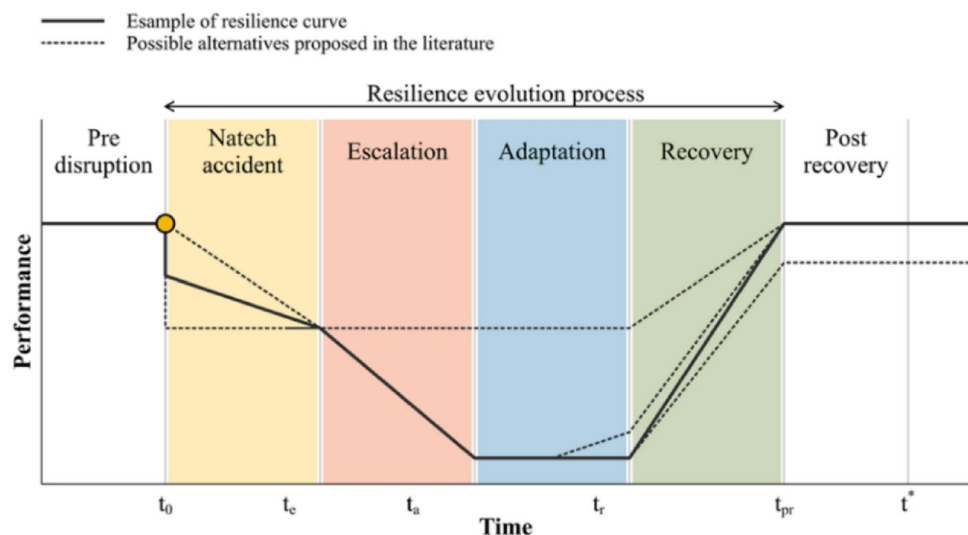 Esample of resilience curve
Possible alternatives proposed in the literature
Resilience evolution process
Pre
disruption
Natech
accident
Escalation
Adaptation
Recovery
Post
recovery
Performance
t0 te ta tr tpr t*
Time